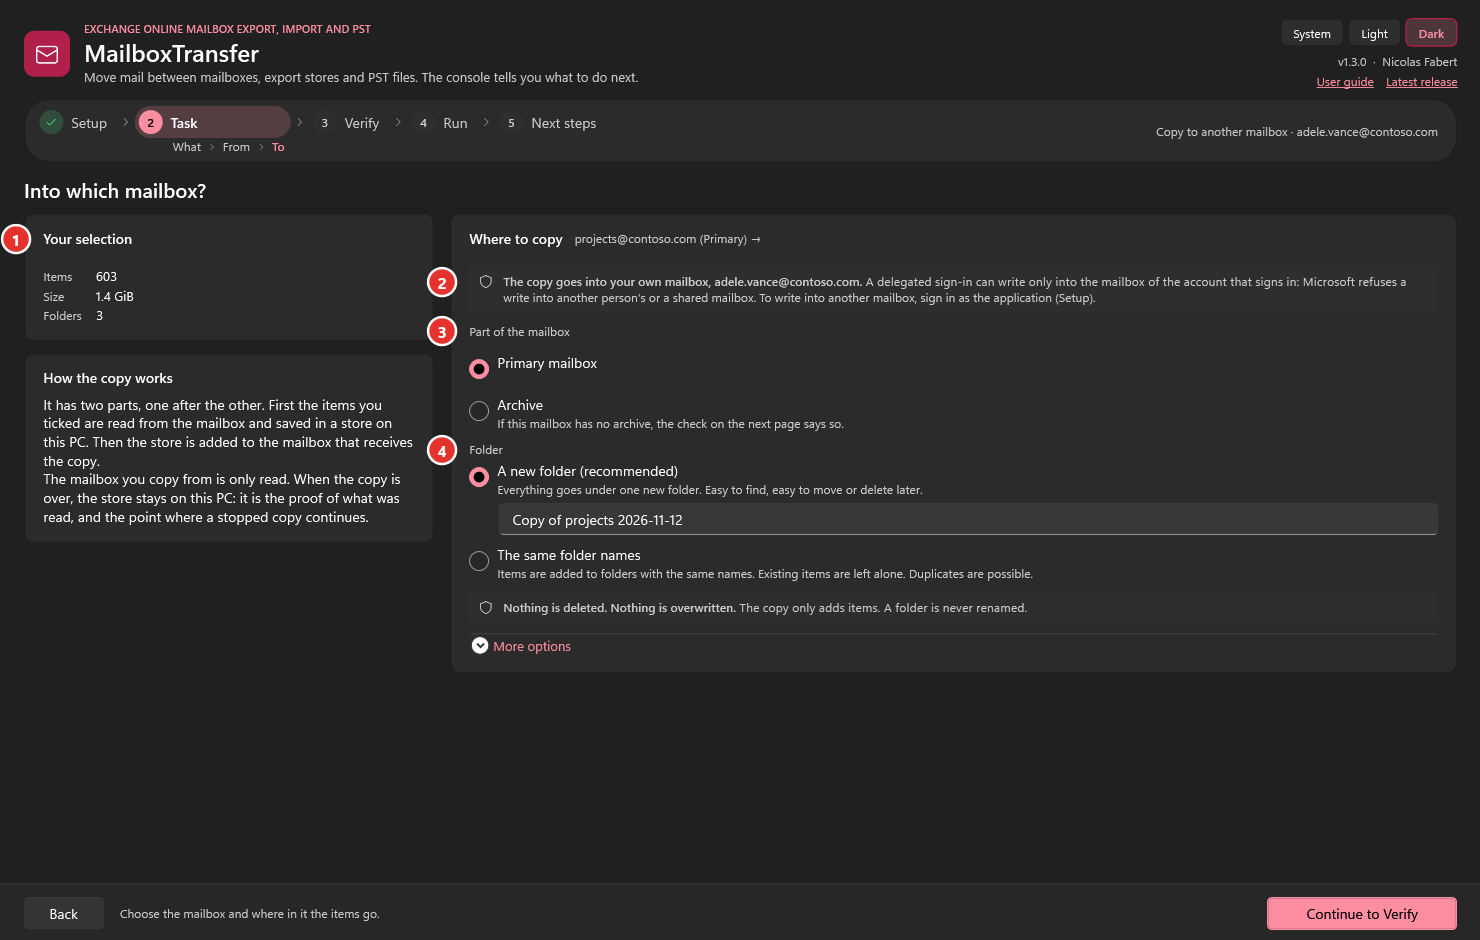 EXCHANGE ONLINE MAILBOX EXPORT, IMPORT AND PST
MailboxTransfer
Move mail between mailboxes, export stores and PST files. The console tells you what to do next.
System
Light
Dark
v1.3.0 · Nicolas Fabert
User guide
Latest release
Setup
2
Task
3
Verify
4
Run
5
Next steps
What
From
To
Copy to another mailbox · adele.vance@contoso.com
Into which mailbox?
1
Your selection
Items 603
Size 1.4 GiB
Folders 3
How the copy works
It has two parts, one after the other. First the items you
ticked are read from the mailbox and saved in a store on
this PC. Then the store is added to the mailbox that receives
the copy.
The mailbox you copy from is only read. When the copy is
over, the store stays on this PC: it is the proof of what was
read, and the point where a stopped copy continues.
Where to copy projects@contoso.com (Primary) →
2
The copy goes into your own mailbox, adele.vance@contoso.com. A delegated sign-in can write only into the mailbox of the account that signs in: Microsoft refuses a
write into another person's or a shared mailbox. To write into another mailbox, sign in as the application (Setup).
3
Part of the mailbox
Primary mailbox
Archive
If this mailbox has no archive, the check on the next page says so.
4
Folder
A new folder (recommended)
Everything goes under one new folder. Easy to find, easy to move or delete later.
Copy of projects 2026-11-12
The same folder names
Items are added to folders with the same names. Existing items are left alone. Duplicates are possible.
Nothing is deleted. Nothing is overwritten. The copy only adds items. A folder is never renamed.
More options
Back
Choose the mailbox and where in it the items go.
Continue to Verify